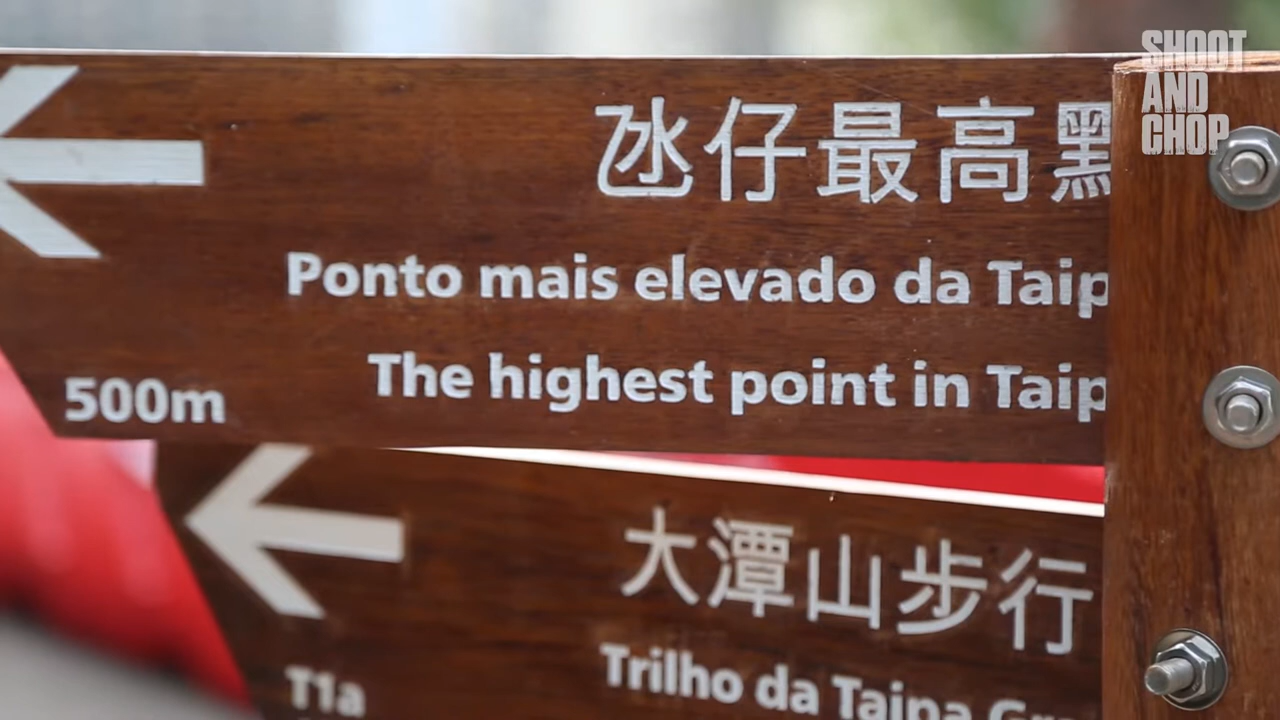 SHOOT
AND
CHOP
氹仔最高
Ponto mais elevado da Taip
The highest point in Taip
500m
大潭山步行
Trilho da Taipa
T1a